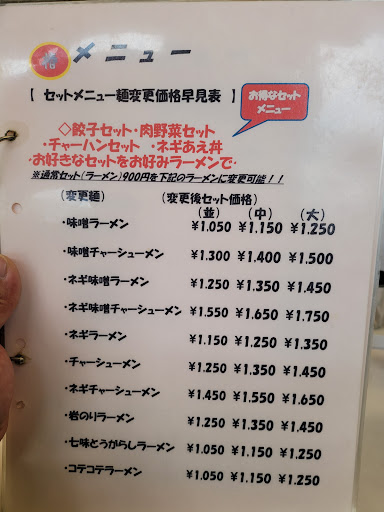 メニュー
【 セットメニュー麺変更価格早見表 】
お得なセット
メニュー
◇餃子セット・肉野菜セット
・チャーハンセット ・ネギあえ丼
・お好きなセットをお好みラーメンで・
※通常セット(ラーメン)900円を下記のラーメンに変更可能!!
(変更麺) (変更後セット価格)
(並) (中) (大)
・味噌ラーメン ¥1.050 ¥1.150 ¥1.250
・味噌チャーシューメン ¥1.300 ¥1.400 ¥1.500
・ネギ味噌ラーメン ¥1.250 ¥1.350 ¥1.450
・ネギ味噌チャーシューメン ¥1.550 ¥1.650 ¥1.750
・ネギラーメン ¥1.150 ¥1.250 ¥1.350
・チャーシューメン ¥1.250 ¥1.350 ¥1.450
・ネギチャーシューメン ¥1.450 ¥1.550 ¥1.650
・岩のりラーメン ¥1.250 ¥1.350 ¥1.450
・七味とうがらしラーメン ¥1.050 ¥1.150 ¥1.250
・コテコテラーメン ¥1.050 ¥1.150 ¥1.250